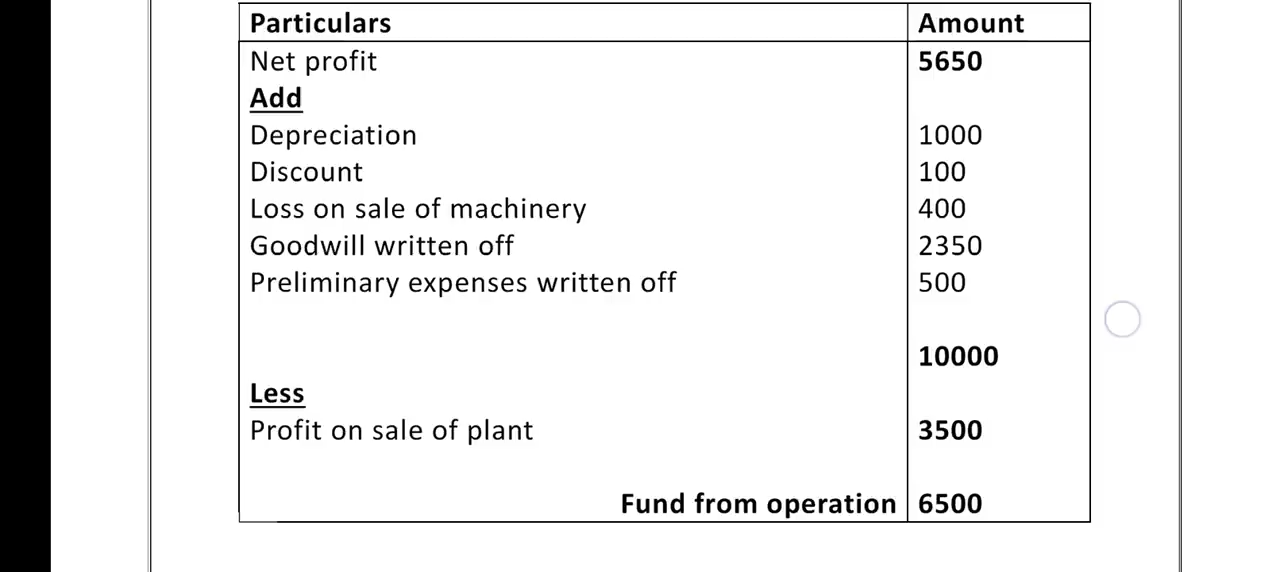 Particulars Amount
Net profit 5650
Add
Depreciation 1000
Discount 100
Loss on sale of machinery 400
Goodwill written off 2350
Preliminary expenses written off 500
10000
Less
Profit on sale of plant 3500
Fund from operation 6500